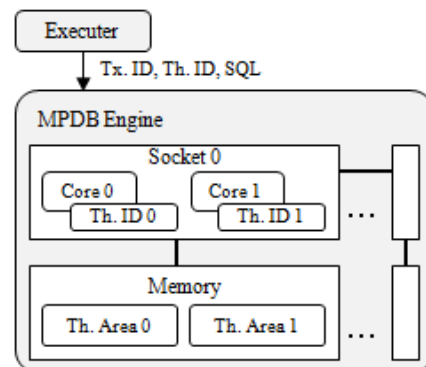 Executer
Tx. ID, Th. ID, SQL
MPDB Engine
Socket 0
Core 0
Core 1
Th. ID 0
Th. ID 1
...
Memory
Th. Area 0
Th. Area 1
...